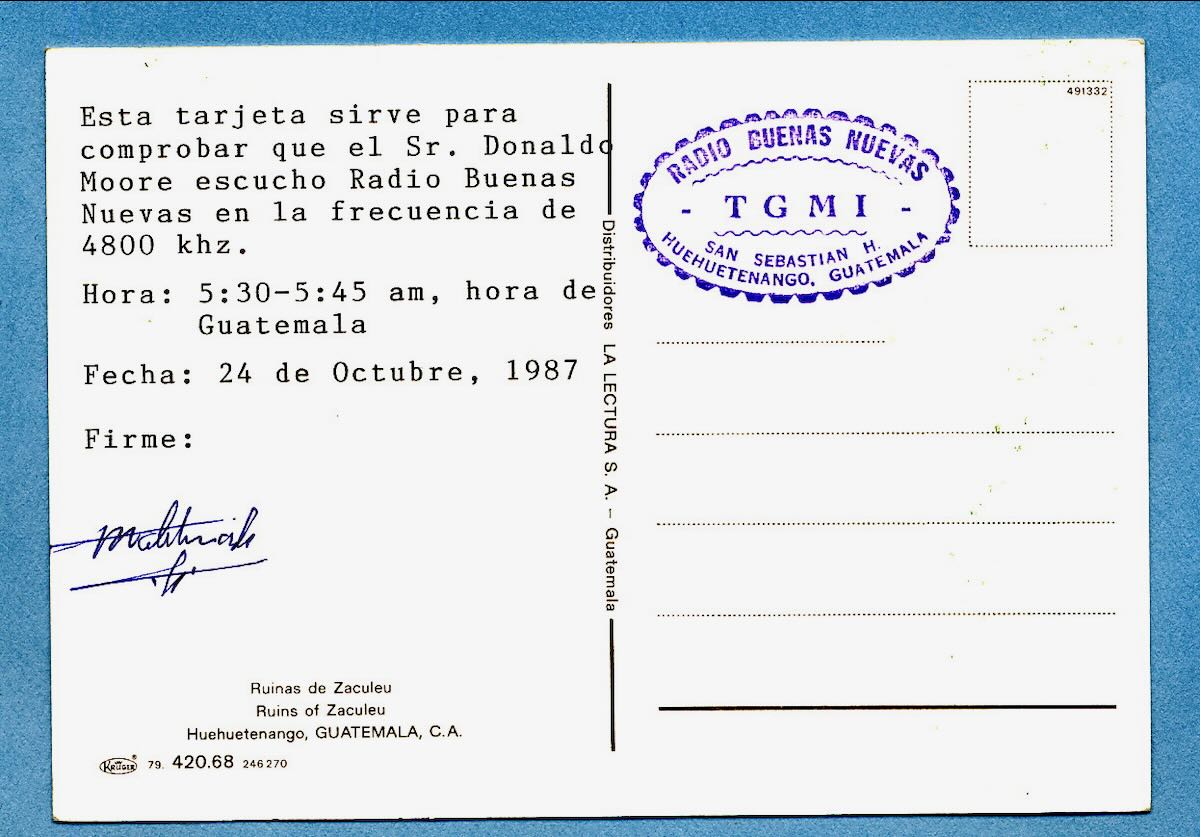 Esta tarjeta sirve para
comprobar que el Sr. Donaldo
Moore escucho Radio Buenas
Nuevas en la frecuencia de
4800 khz.
Hora: 5:30-5:45 am, hora de
Guatemala
Fecha: 24 de Octubre, 1987
Firme:
Ruinas de Zaculeu
Ruins of Zaculeu
Huehuetenango, GUATEMALA, C.A.
KRÜGER® 79. 420.68 246270
Distribuidores LA LECTURA S. A. – Guatemala
RADIO BUENAS NUEVAS
- TGMI -
SAN SEBASTIAN H.
HUEHUETENANGO, GUATEMALA
491332